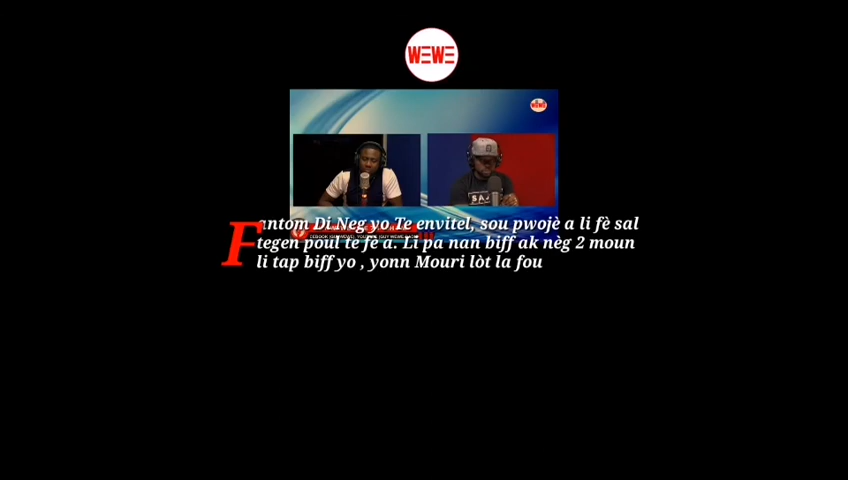 WEWE
WEWE
Fantom Di Neg yo Te envitel, sou pwojè a li fè sal
tegen poul te fè a. Li pa nan biff ak nèg 2 moun
li tap biff yo , yonn Mouri lòt la fou